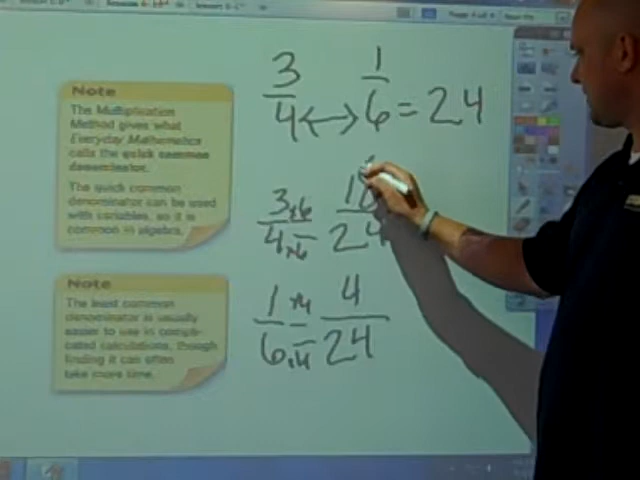 Note
The Multiplication
Method gives what
Everyday Mathematics
calls the quick common
denominator.
The quick common
denominator can be used
with variables, so it is
common in algebra.
Note
The least common
denominator is usually
easier to use in compli-
cated calculations, though
finding it can often
take more time.
3 1
4 ↔ 6 = 24
3 ×6 18
4 ×6 = 24
1 ×4 4
6 ×4 = 24